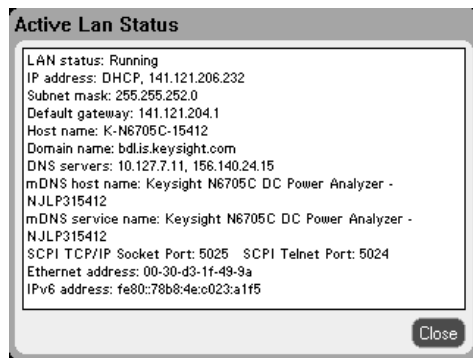 Active Lan Status
LAN status: Running
IP address: DHCP, 141.121.206.232
Subnet mask: 255.255.252.0
Default gateway: 141.121.204.1
Host name: K-N6705C-15412
Domain name: bdl.is.keysight.com
DNS servers: 10.127.7.11, 156.140.24.15
mDNS host name: Keysight N6705C DC Power Analyzer -
NJLP315412
mDNS service name: Keysight N6705C DC Power Analyzer -
NJLP315412
SCPI TCP/IP Socket Port: 5025   SCPI Telnet Port: 5024
Ethernet address: 00-30-d3-1f-49-9a
IPv6 address: fe80::78b8:4e:c023:a1f5
Close